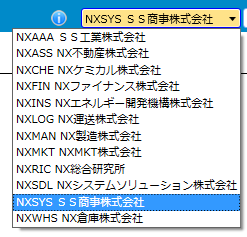 NXSYS ＳＳ商事株式会社
NXAAA ＳＳ工業株式会社
NXASS NX不動産株式会社
NXCHE NXケミカル株式会社
NXFIN NXファイナンス株式会社
NXINS NXエネルギー開発機構株式会社
NXLOG NX運送株式会社
NXMAN NX製造株式会社
NXMKT NXMKT株式会社
NXRIC NX総合研究所
NXSDL NXシステムソリューション株式会社
NXSYS ＳＳ商事株式会社
NXWHS NX倉庫株式会社